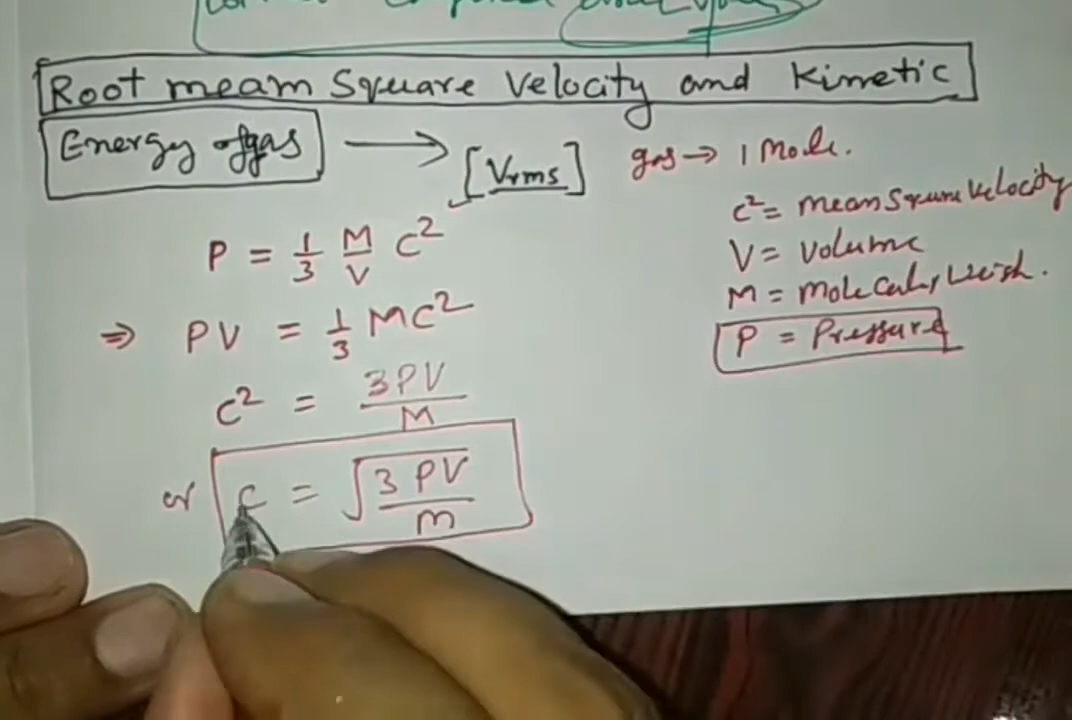 Root mean Square Velocity and Kinetic
Energy of gas → [Vrms]
gas → 1 Mole.
P = 1/3 M/V C²
⇒ PV = 1/3 MC²
C² = 3PV/M
or C = √(3PV/m)
c² = mean Square Velocity
V = Volume
M = Molecular
P = Pressure